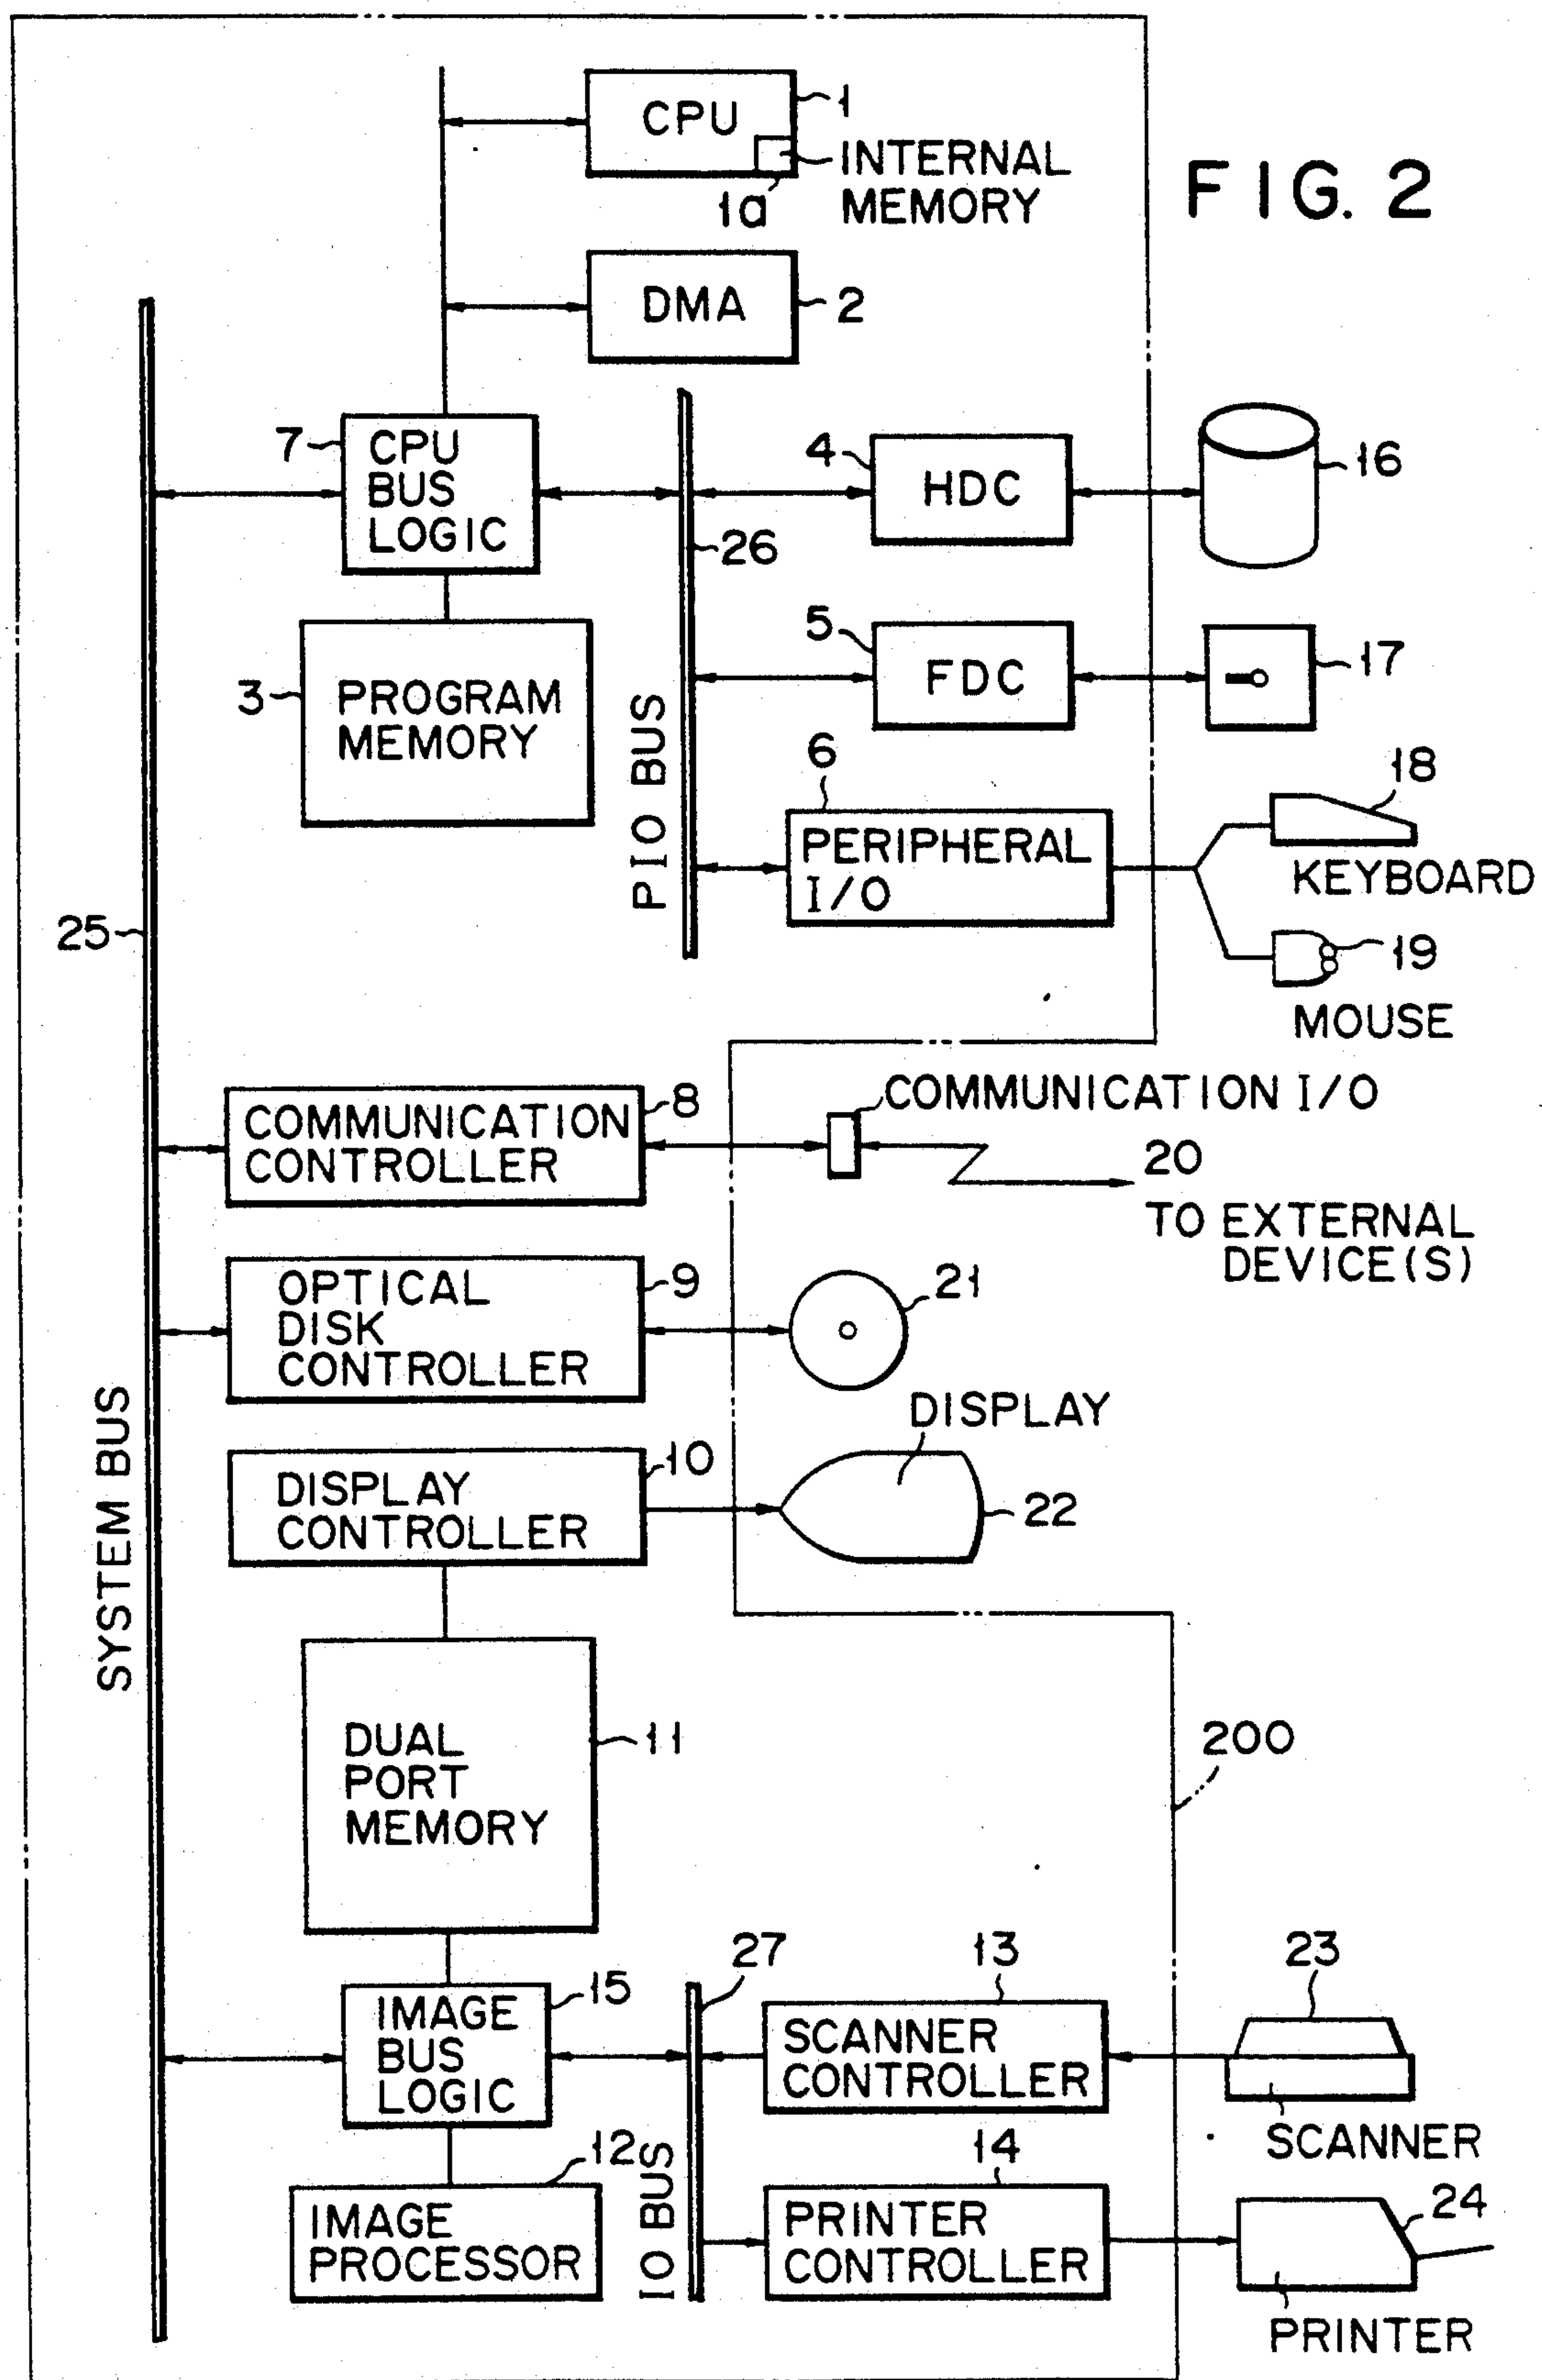 FIG. 2
CPU
1
INTERNAL
MEMORY
1a
DMA
2
7
CPU
BUS
LOGIC
4
HDC
16
26
3
PROGRAM
MEMORY
PIO BUS
5
FDC
17
6
PERIPHERAL
I/O
18
KEYBOARD
19
MOUSE
25
SYSTEM BUS
COMMUNICATION
CONTROLLER
8
COMMUNICATION I/O
20
TO EXTERNAL
DEVICE(S)
OPTICAL
DISK
CONTROLLER
9
21
DISPLAY
CONTROLLER
10
DISPLAY
22
DUAL
PORT
MEMORY
11
200
IMAGE
BUS
LOGIC
15
27
13
SCANNER
CONTROLLER
23
SCANNER
12
IMAGE
PROCESSOR
IO BUS
14
PRINTER
CONTROLLER
24
PRINTER